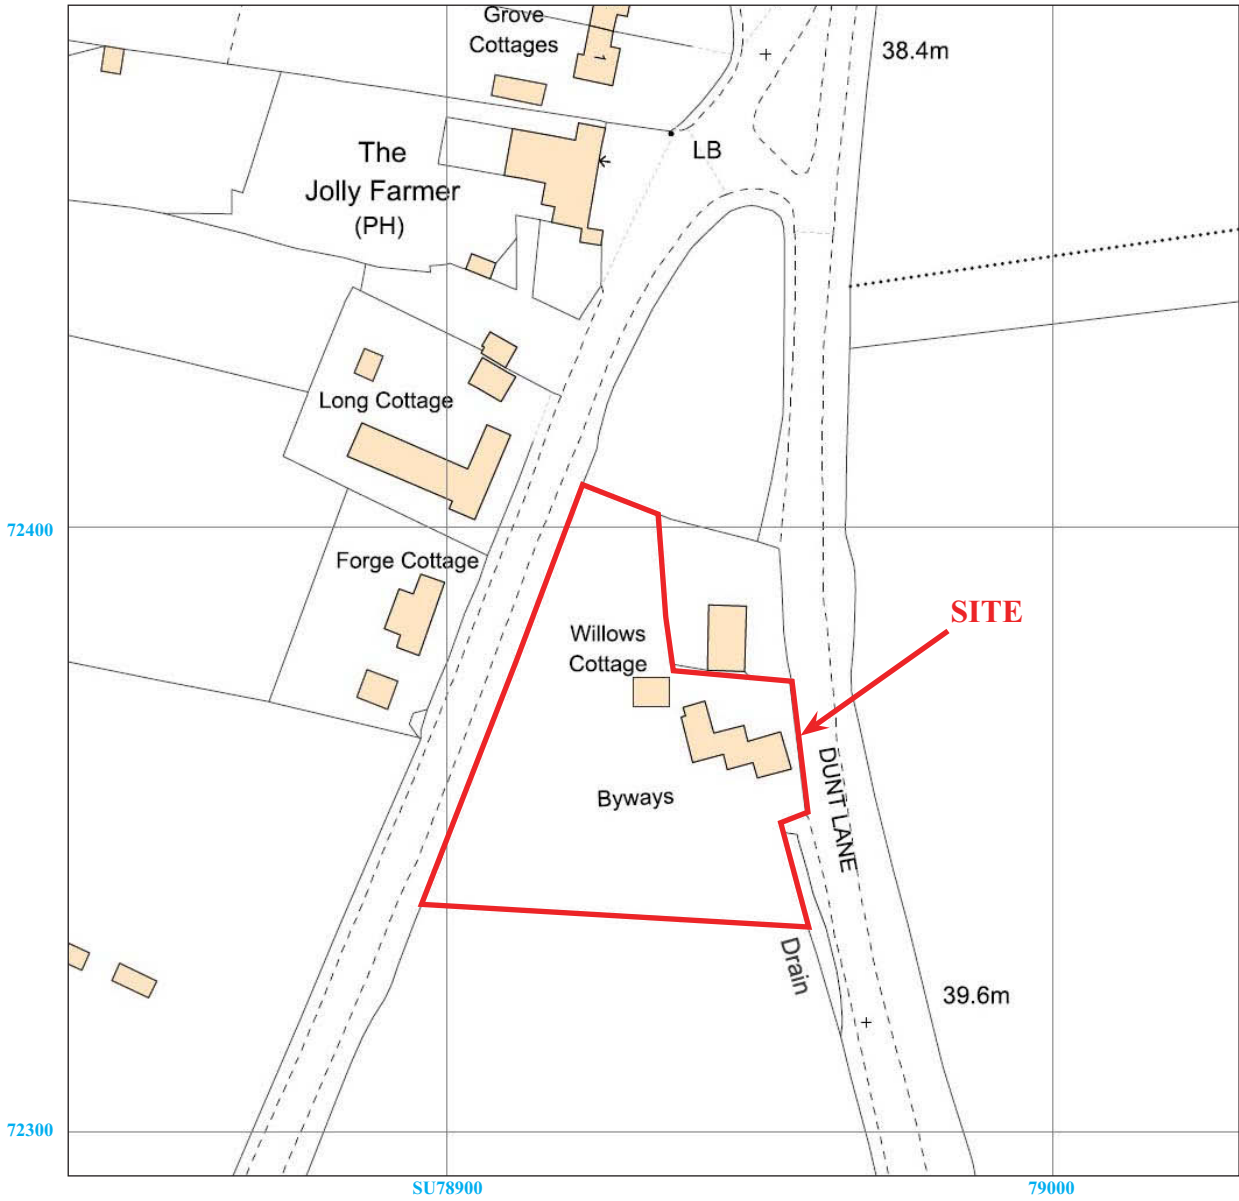 Grove
Cottages
1
38.4m
LB
The
Jolly Farmer
(PH)
Long Cottage
72400
Forge Cottage
SITE
Willows
Cottage
DUNT LANE
Byways
Drain
39.6m
72300
SU78900
79000